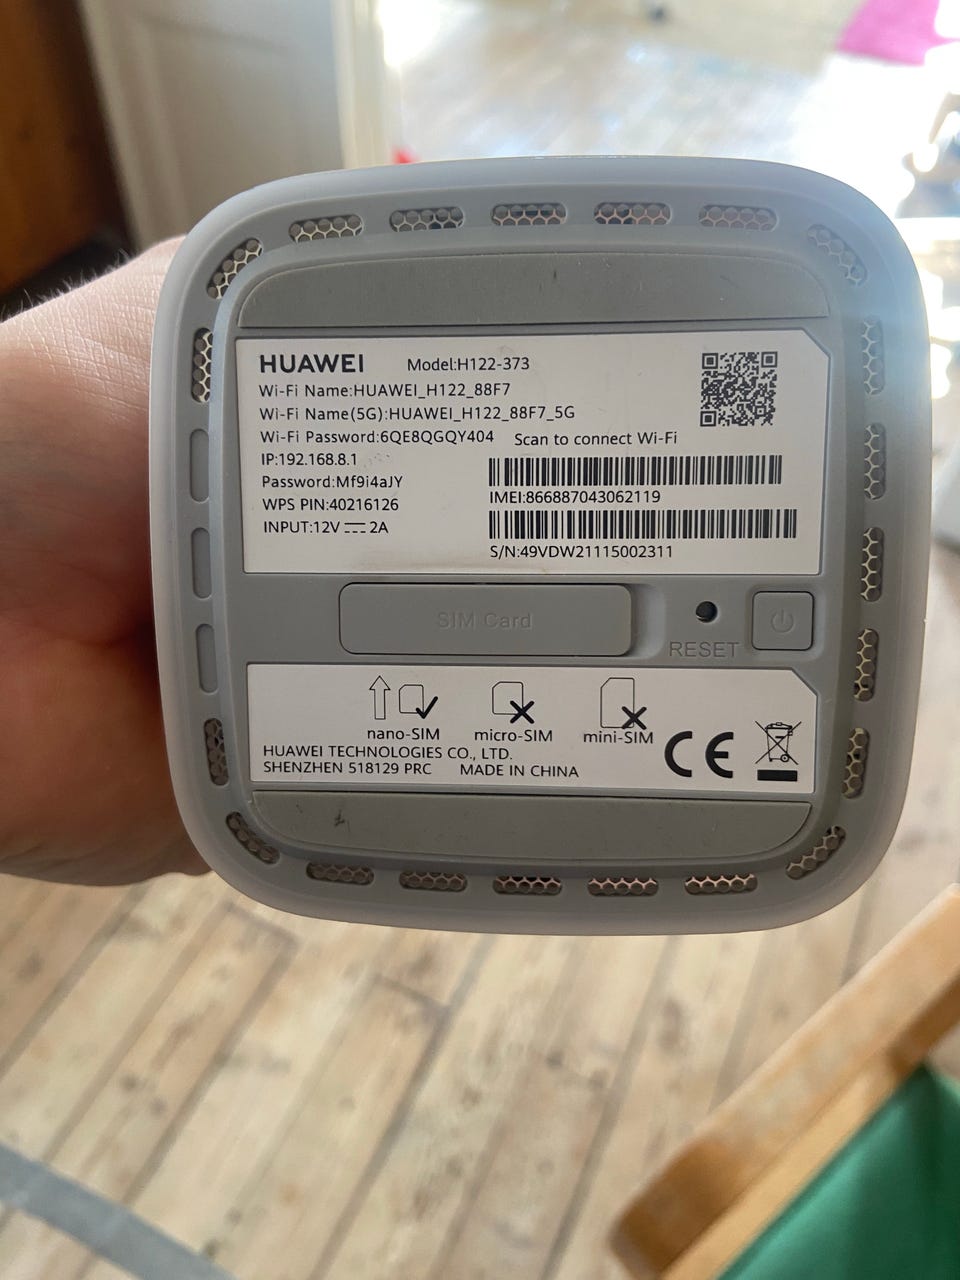 HUAWEI Model:H122-373
Wi-Fi Name:HUAWEI_H122_88F7
Wi-Fi Name(5G):HUAWEI_H122_88F7_5G
Wi-Fi Password:6QE8QGQY404 Scan to connect Wi-Fi
IP:192.168.8.1
Password:Mf9i4aJY
WPS PIN:40216126
INPUT:12V ⎓ 2A
IMEI:866887043062119
S/N:49VDW21115002311
SIM Card
RESET
nano-SIM micro-SIM mini-SIM
HUAWEI TECHNOLOGIES CO., LTD.
SHENZHEN 518129 PRC MADE IN CHINA
CE